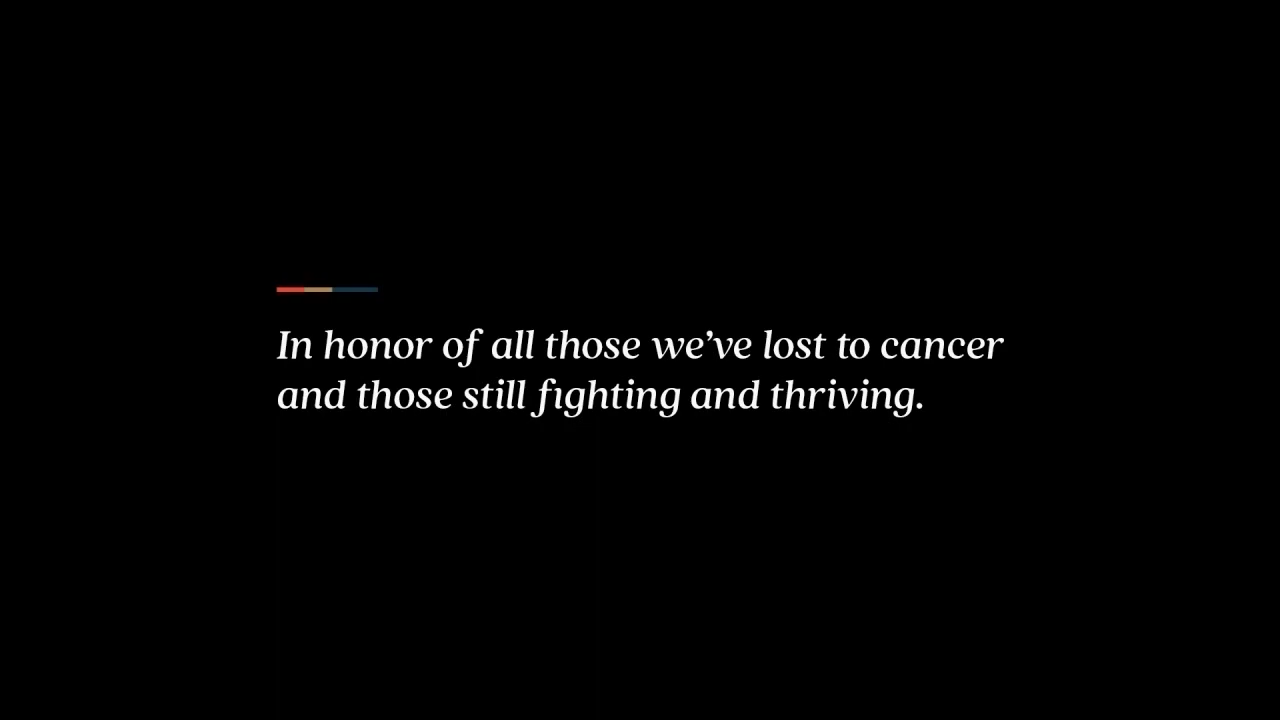 In honor of all those we’ve lost to cancer
and those still fighting and thriving.